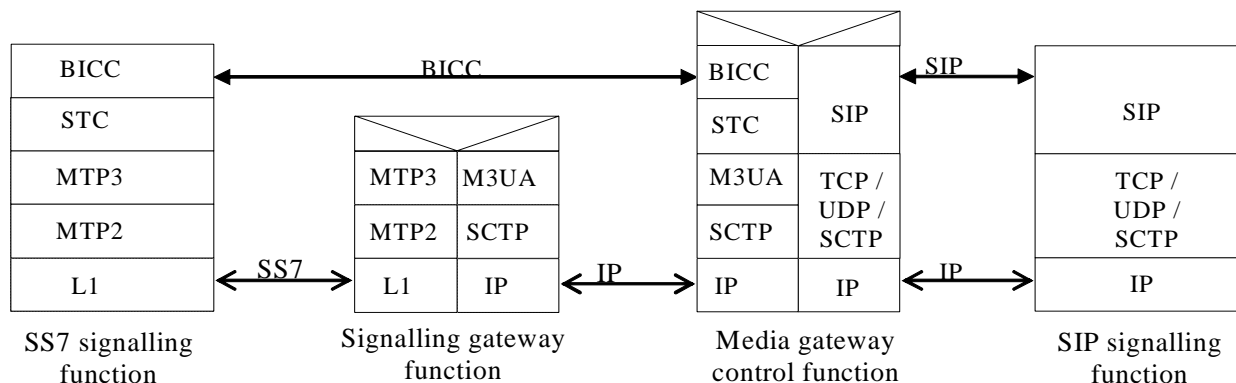 BICC
STC
MTP3
MTP2
L1
SS7 signalling
function
BICC
SS7
MTP3
M3UA
MTP2
SCTP
L1
IP
Signalling gateway
function
IP
BICC
STC
M3UA
SCTP
IP
SIP
TCP /
UDP /
SCTP
IP
Media gateway
control function
SIP
IP
SIP
TCP /
UDP /
SCTP
IP
SIP signalling
function